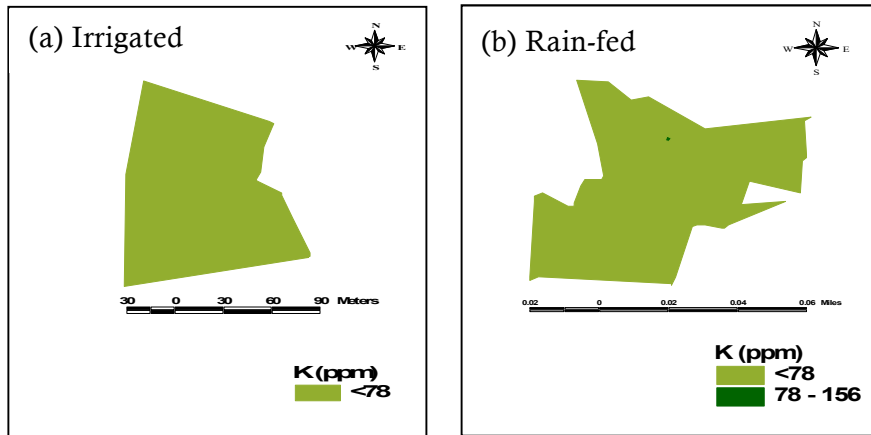 (a) Irrigated
N
W E
S
30 0 30 60 90 Meters
K (ppm)
<78
(b) Rain-fed
N
W E
S
0.02 0 0.02 0.04 0.06 Miles
K (ppm)
<78
78 - 156